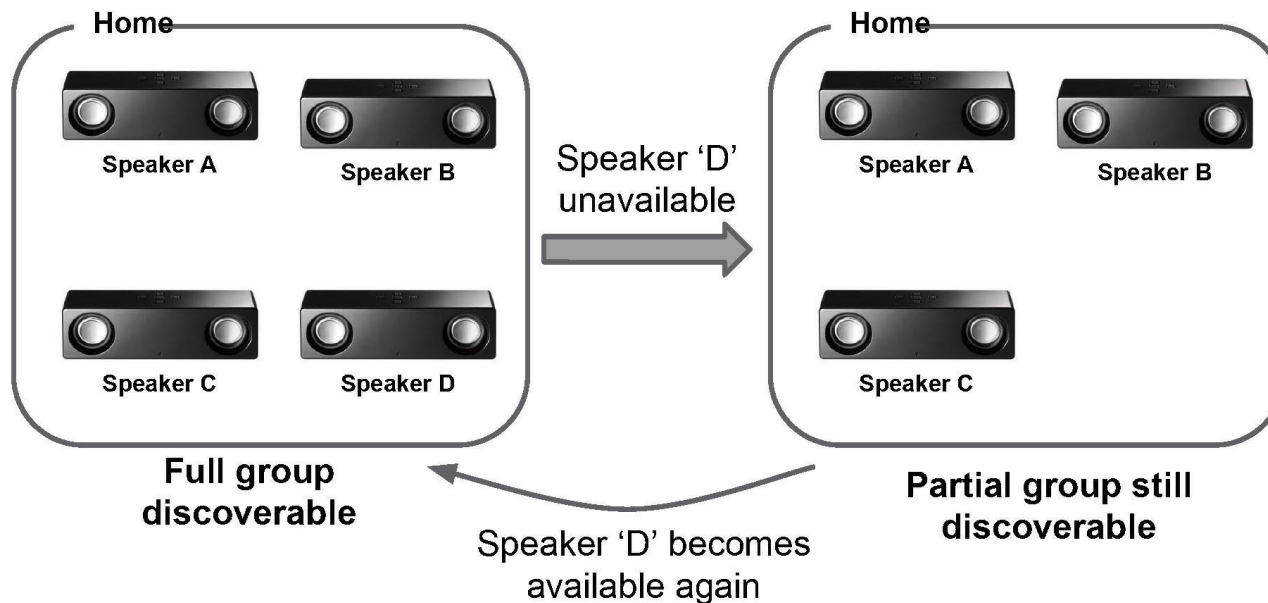 Home
Speaker A
Speaker B
Speaker C
Speaker D
Full group
discoverable
Speaker ‘D’
unavailable
Home
Speaker A
Speaker B
Speaker C
Partial group still
discoverable
Speaker ‘D’ becomes
available again